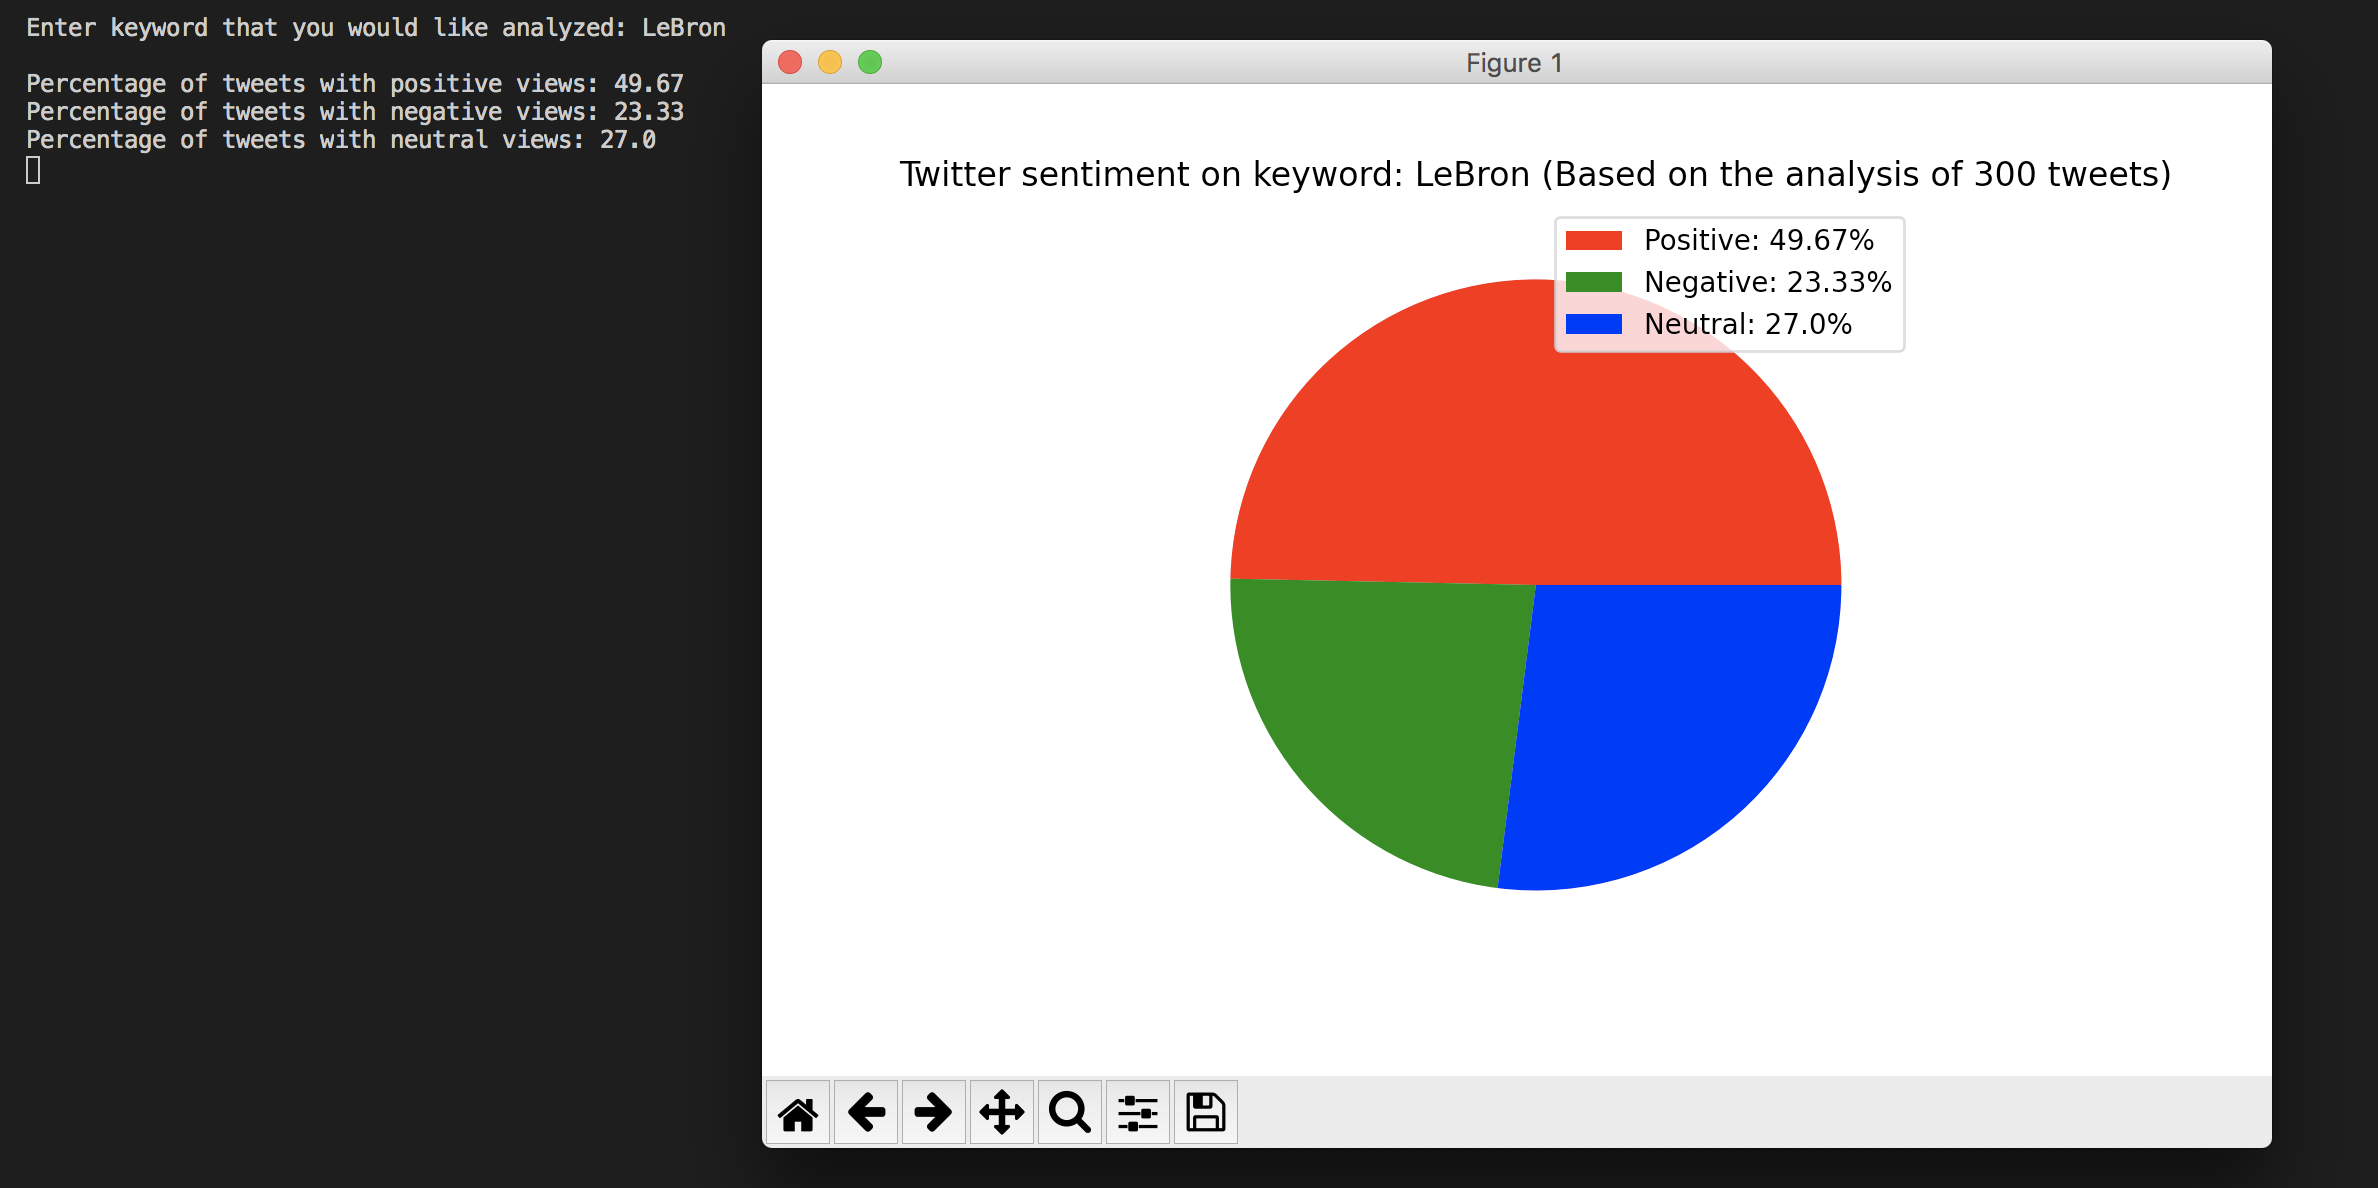 Enter keyword that you would like analyzed: LeBron
Percentage of tweets with positive views: 49.67
Percentage of tweets with negative views: 23.33
Percentage of tweets with neutral views: 27.0
Figure 1
Twitter sentiment on keyword: LeBron (Based on the analysis of 300 tweets)
Positive: 49.67%
Negative: 23.33%
Neutral: 27.0%